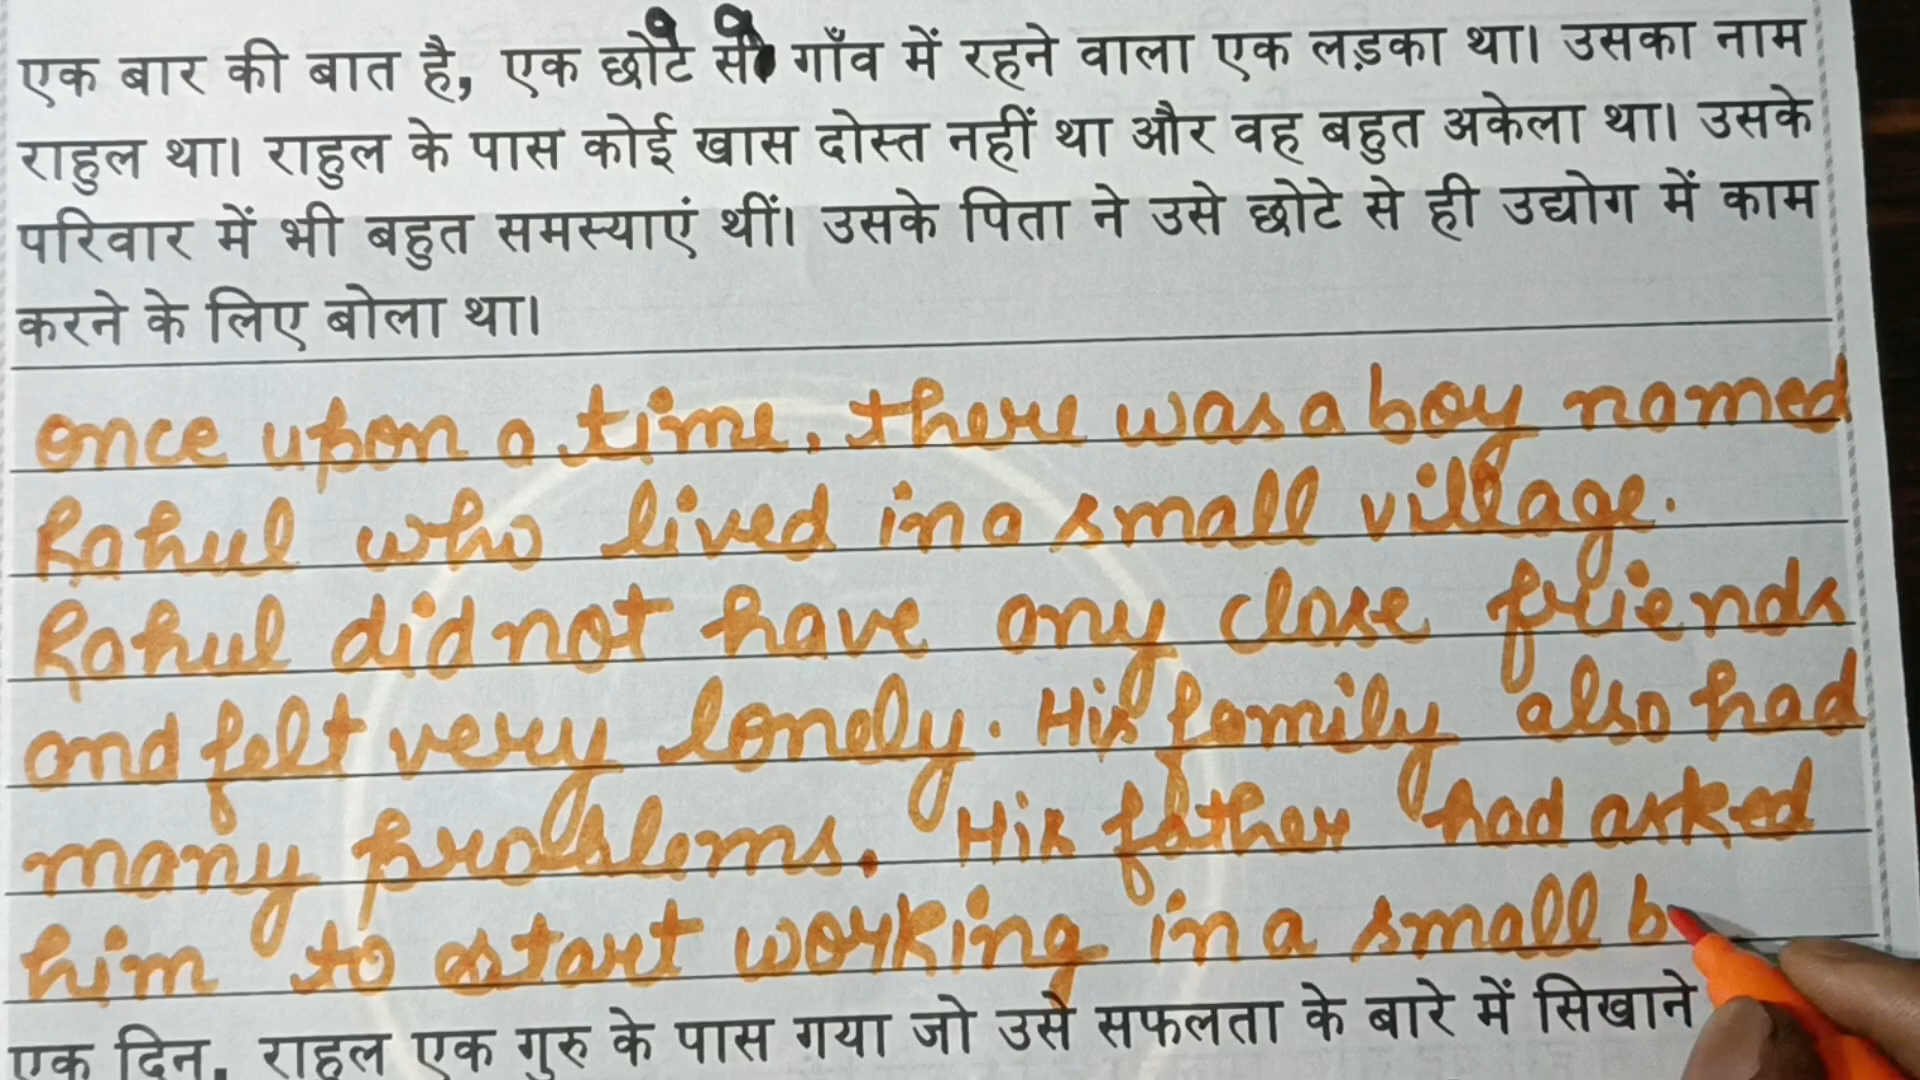 एक बार की बात है, एक छोटे से गाँव में रहने वाला एक लड़का था। उसका नाम
राहुल था। राहुल के पास कोई खास दोस्त नहीं था और वह बहुत अकेला था। उसके
परिवार में भी बहुत समस्याएं थीं। उसके पिता ने उसे छोटे से ही उद्योग में काम
करने के लिए बोला था।
once upon a time, there was a boy named
Rahul who lived in a small village.
Rahul did not have any close friends
and felt very lonely. His family also had
many problems. His father had asked
him to start working in a small b
एक दिन, राहुल एक गुरु के पास गया जो उसे सफलता के बारे में सिखाने